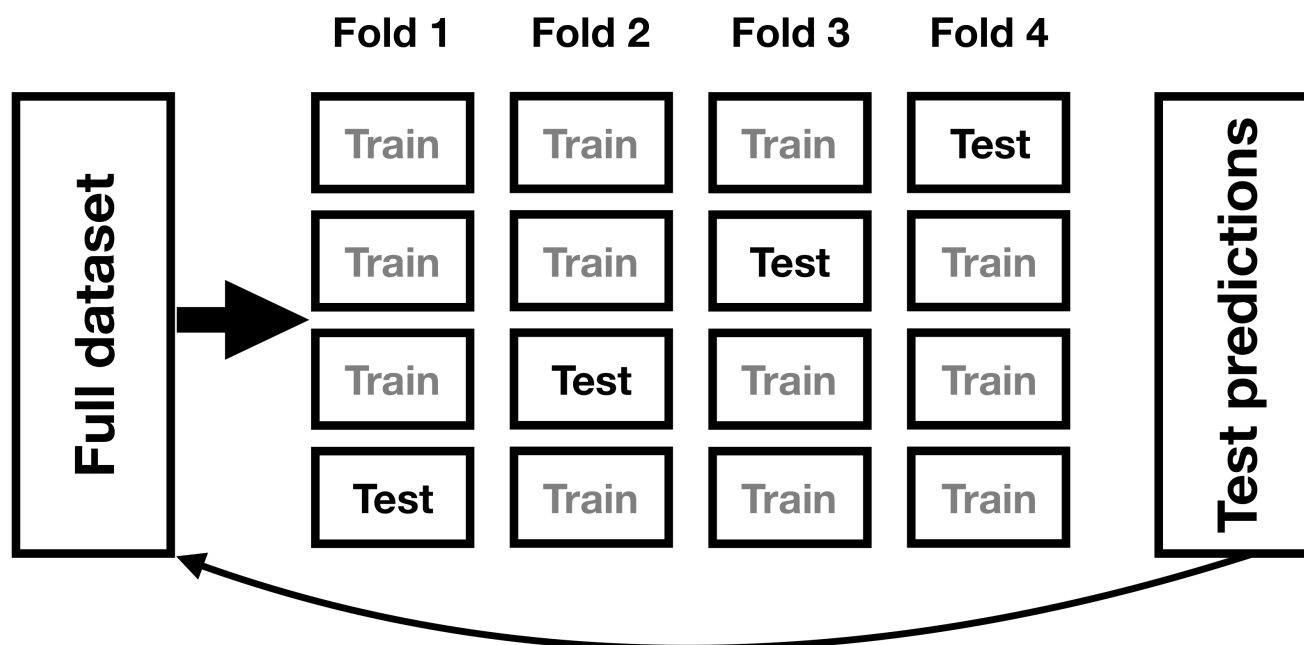 Fold 1 Fold 2 Fold 3 Fold 4
Full dataset
Train Train Train Test
Train Train Test Train
Train Test Train Train
Test Train Train Train
Test predictions